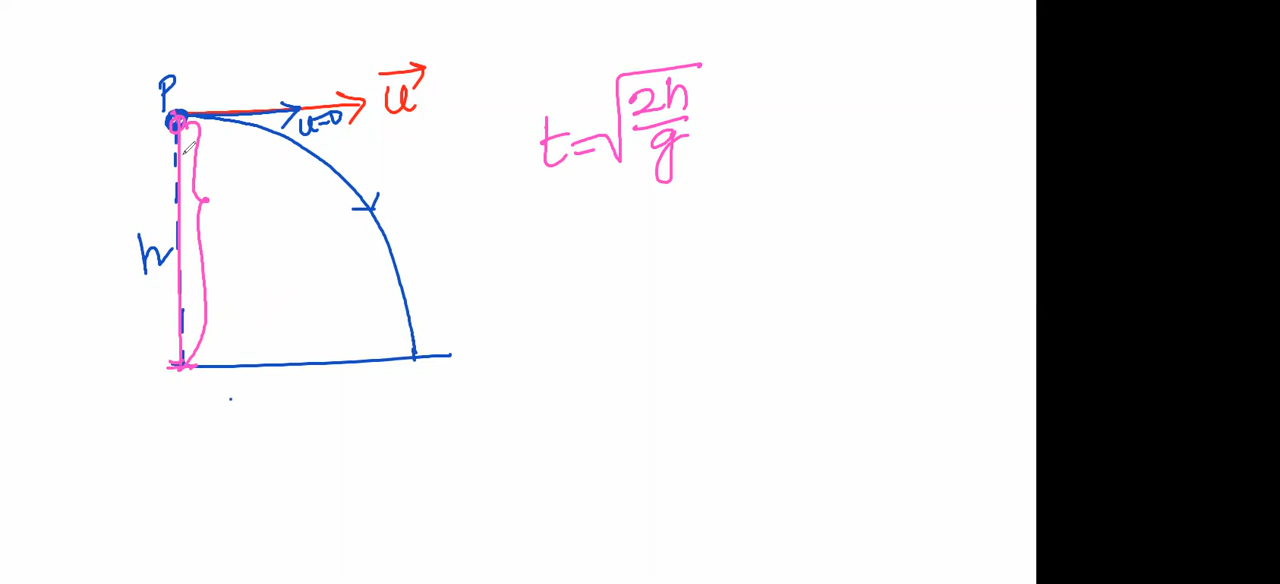 P
u⃗
u=0
h
t=√(2h/g)